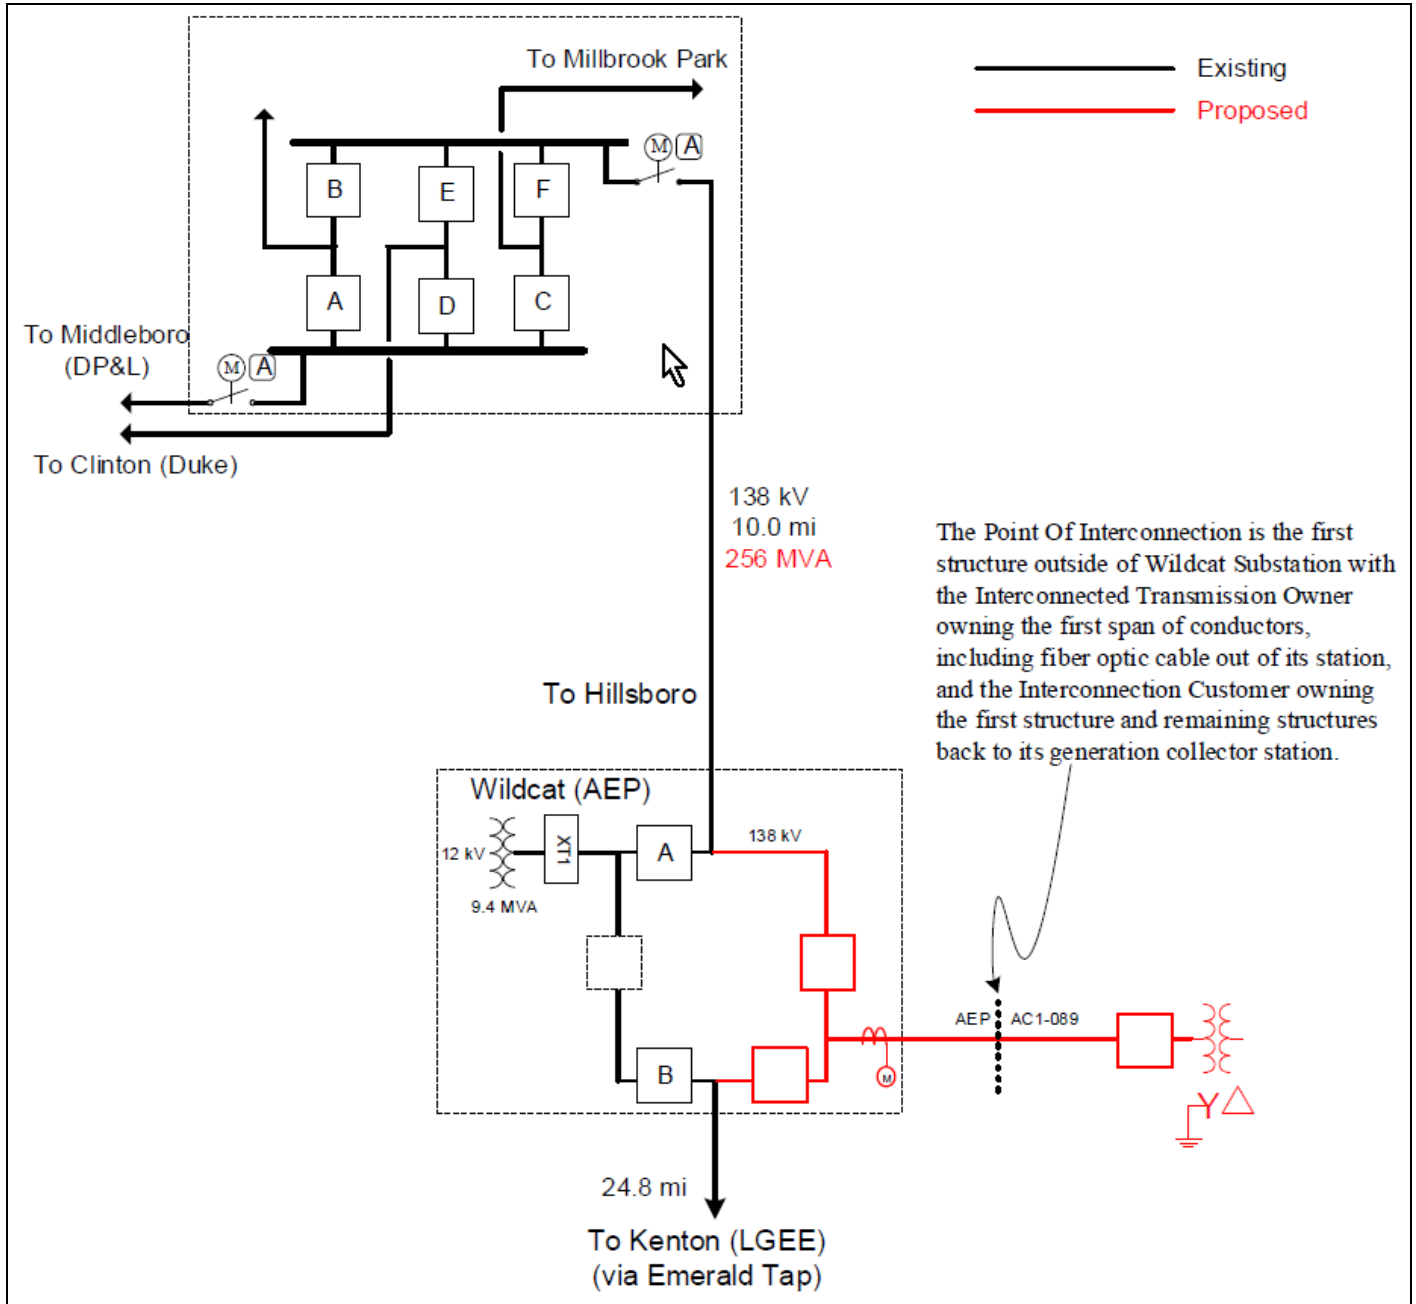 To Millbrook Park
Existing
Proposed
M A
B
E
F
A
D
C
To Middleboro
(DP&L)
M A
To Clinton (Duke)
138 kV
10.0 mi
256 MVA
The Point Of Interconnection is the first
structure outside of Wildcat Substation with
the Interconnected Transmission Owner
owning the first span of conductors,
including fiber optic cable out of its station,
and the Interconnection Customer owning
the first structure and remaining structures
back to its generation collector station.
To Hillsboro
Wildcat (AEP)
12 kV
XT1
A
138 kV
9.4 MVA
AEP
AC1-089
B
M
Y
24.8 mi
To Kenton (LGEE)
(via Emerald Tap)